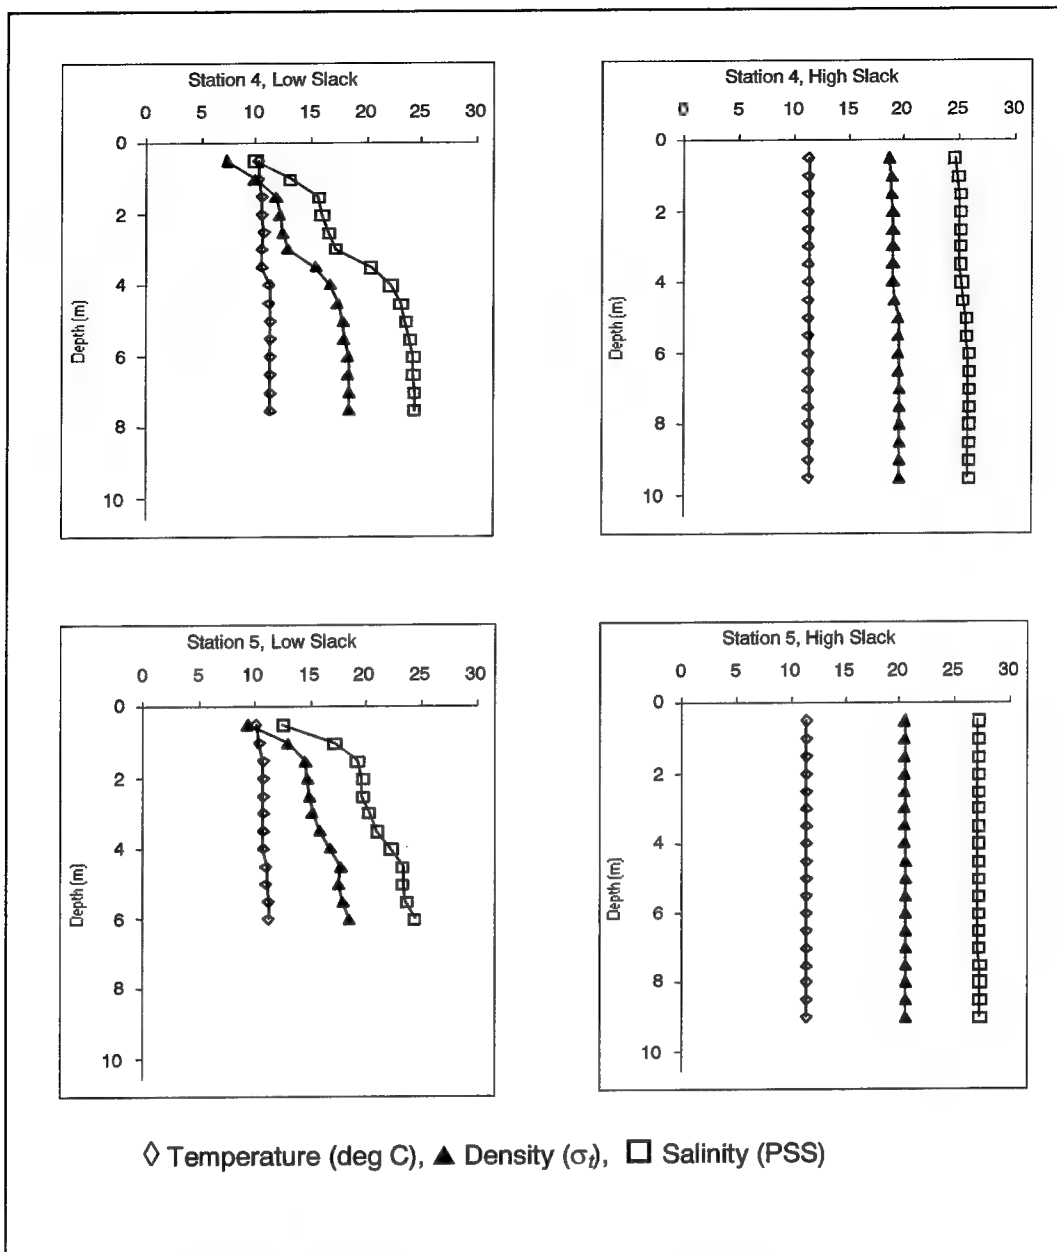 Station 4, Low Slack
0 5 10 15 20 25 30
0
2
4
6
8
10
Depth (m)
Station 4, High Slack
0 5 10 15 20 25 30
0
2
4
6
8
10
Depth (m)
Station 5, Low Slack
0 5 10 15 20 25 30
0
2
4
6
8
10
Depth (m)
Station 5, High Slack
0 5 10 15 20 25 30
0
2
4
6
8
10
Depth (m)
◊ Temperature (deg C), ▲ Density (σt), □ Salinity (PSS)